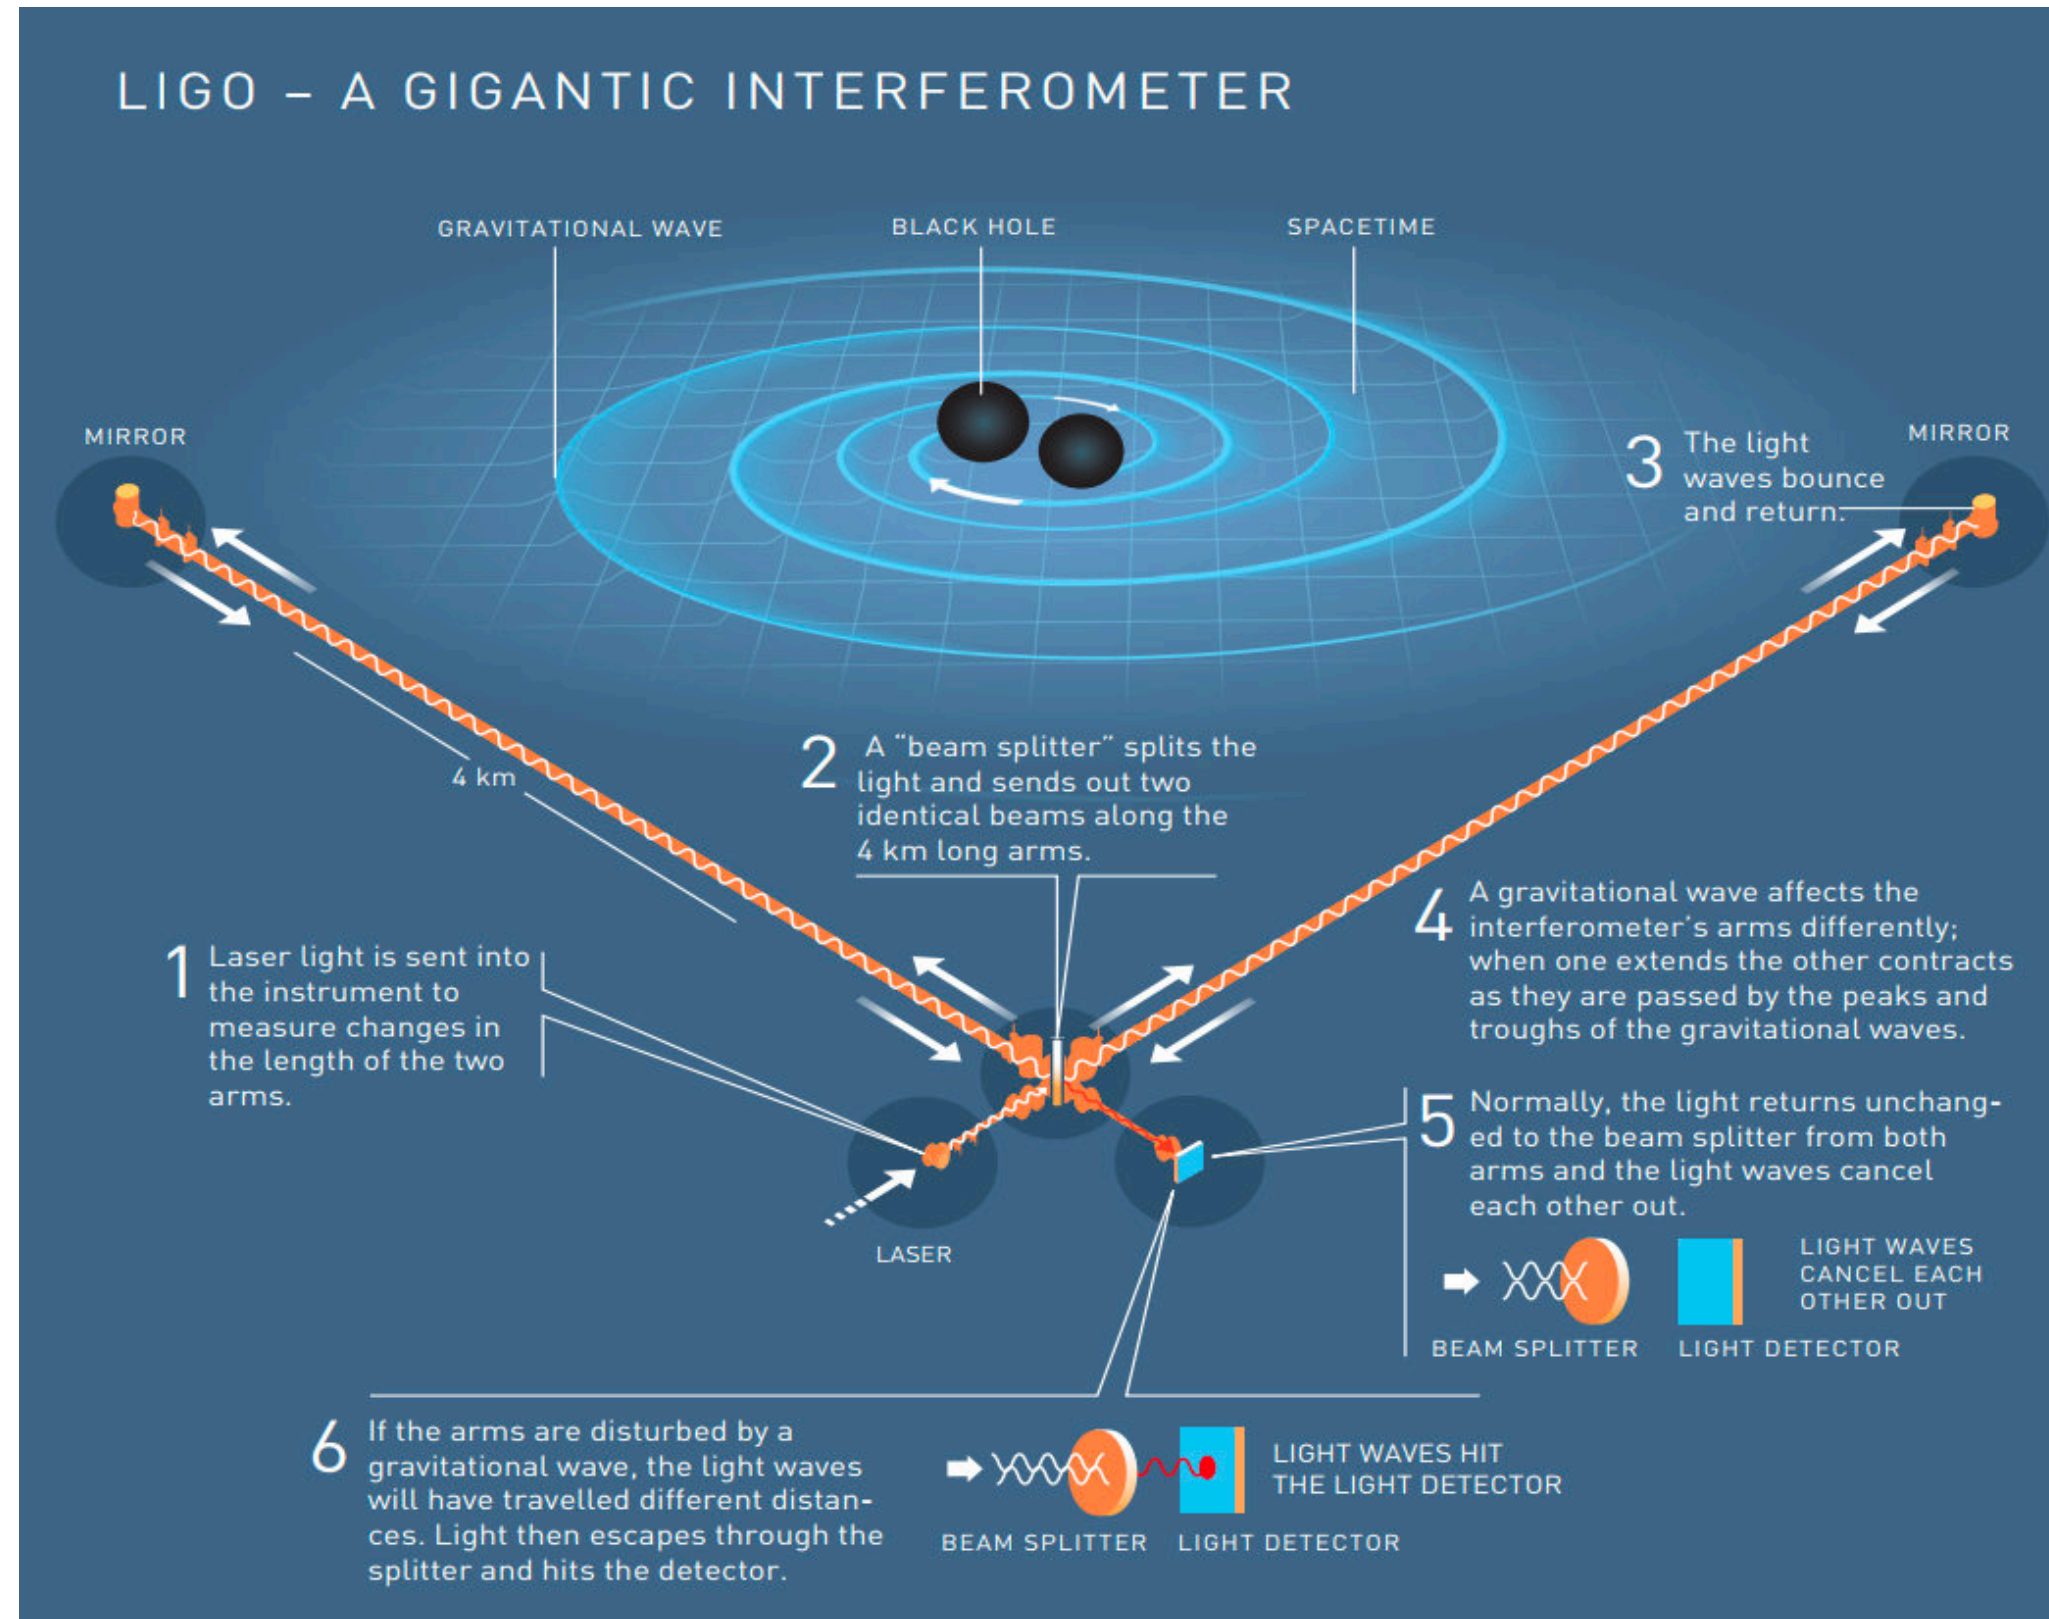 LIGO – A GIGANTIC INTERFEROMETER
GRAVITATIONAL WAVE
BLACK HOLE
SPACETIME
MIRROR
3 The light
waves bounce
and return.
MIRROR
4 km
2 A “beam splitter” splits the
light and sends out two
identical beams along the
4 km long arms.
1 Laser light is sent into
the instrument to
measure changes in
the length of the two
arms.
4 A gravitational wave affects the
interferometer’s arms differently;
when one extends the other contracts
as they are passed by the peaks and
troughs of the gravitational waves.
5 Normally, the light returns unchang-
ed to the beam splitter from both
arms and the light waves cancel
each other out.
LASER
LIGHT WAVES
CANCEL EACH
OTHER OUT
BEAM SPLITTER
LIGHT DETECTOR
6 If the arms are disturbed by a
gravitational wave, the light waves
will have travelled different distan-
ces. Light then escapes through the
splitter and hits the detector.
LIGHT WAVES HIT
THE LIGHT DETECTOR
BEAM SPLITTER
LIGHT DETECTOR